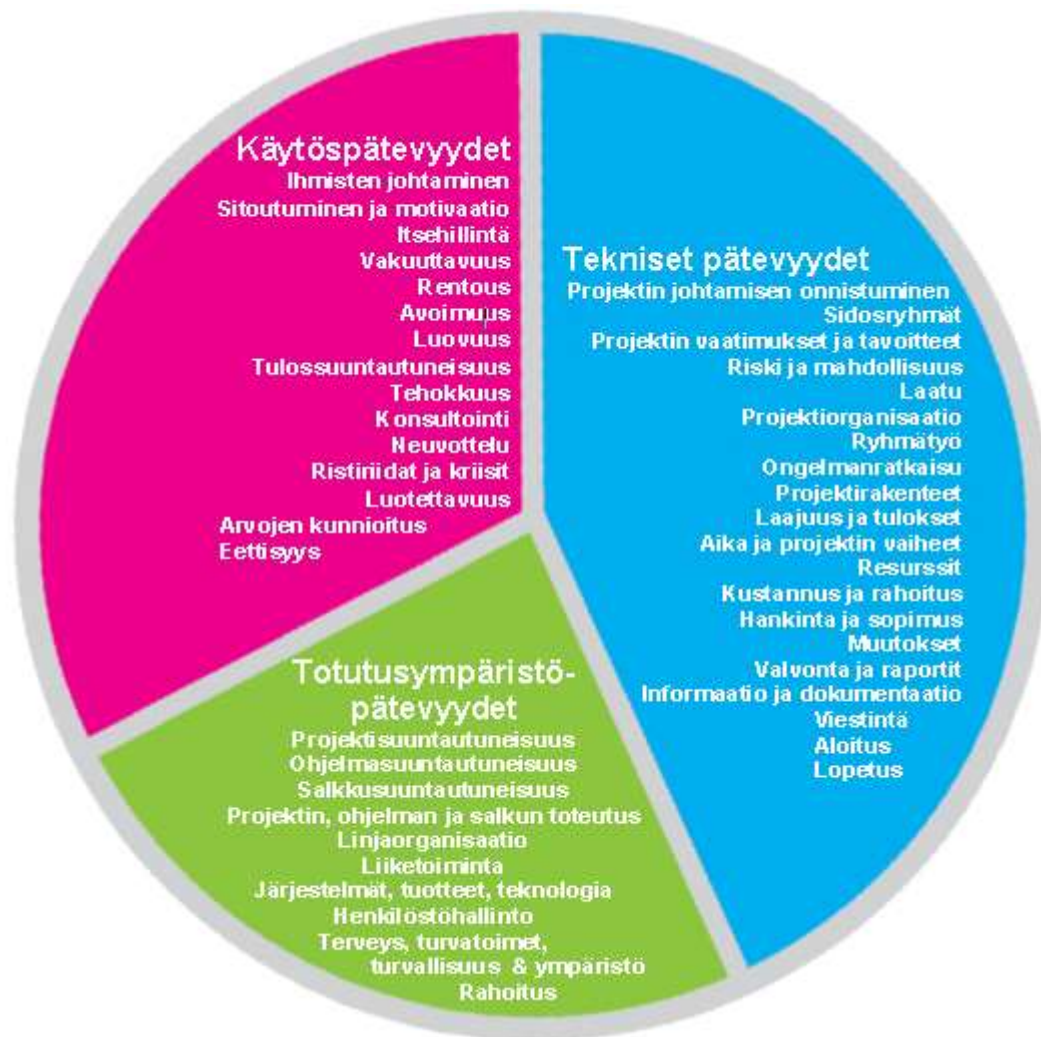 Käytöspätevyydet
Ihmisten johtaminen
Sitoutuminen ja motivaatio
Itsehillintä
Vakuuttavuus
Rentous
Avoimuus
Luovuus
Tulossuuntautuneisuus
Tehokkuus
Konsultointi
Neuvottelu
Ristiriidat ja kriisit
Luotettavuus
Arvojen kunnioitus
Eettisyys
Tekniset pätevyydet
Projektin johtamisen onnistuminen
Sidosryhmät
Projektin vaatimukset ja tavoitteet
Riski ja mahdollisuus
Laatu
Projektiorganisaatio
Ryhmätyö
Ongelmanratkaisu
Projektirakenteet
Laajuus ja tulokset
Aika ja projektin vaiheet
Resurssit
Kustannus ja rahoitus
Hankinta ja sopimus
Muutokset
Valvonta ja raportit
Informaatio ja dokumentaatio
Viestintä
Aloitus
Lopetus
Totutusympäristö-
pätevyydet
Projektisuuntautuneisuus
Ohjelmasuuntautuneisuus
Salkkusuuntautuneisuus
Projektin, ohjelman ja salkun toteutus
Linjaorganisaatio
Liiketoiminta
Järjestelmät, tuotteet, teknologia
Henkilöstöhallinto
Terveys, turvatoimet,
turvallisuus & ympäristö
Rahoitus